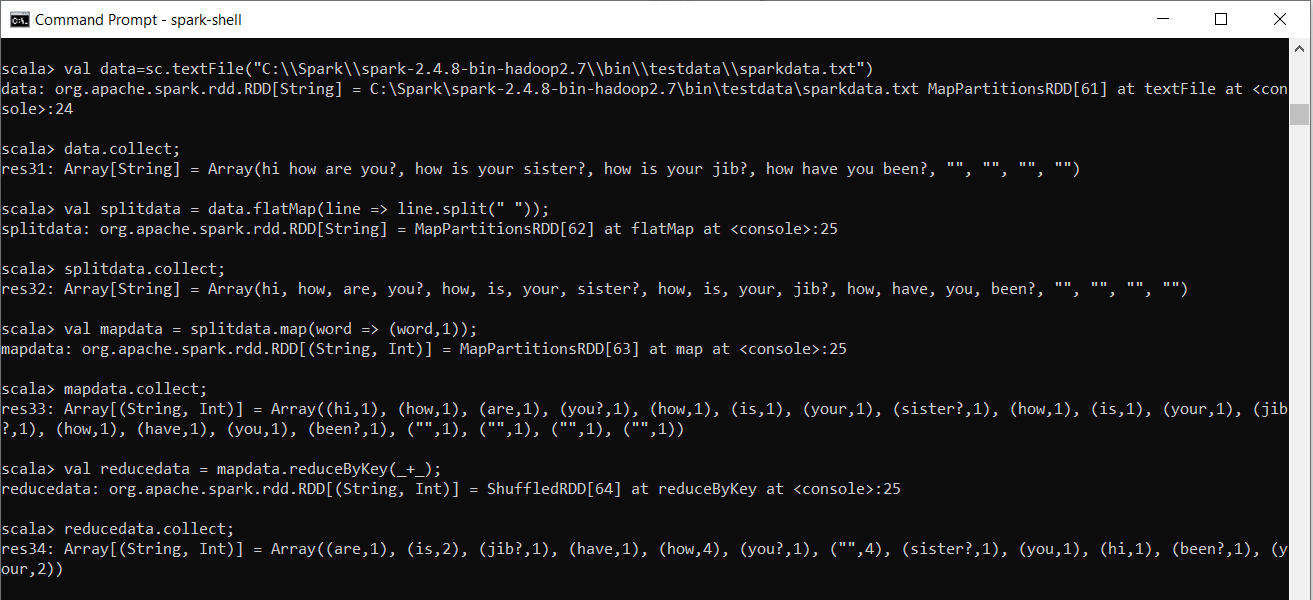 Command Prompt - spark-shell
scala> val data=sc.textFile("C:\\Spark\\spark-2.4.8-bin-hadoop2.7\\bin\\testdata\\sparkdata.txt")
data: org.apache.spark.rdd.RDD[String] = C:\Spark\spark-2.4.8-bin-hadoop2.7\bin\testdata\sparkdata.txt MapPartitionsRDD[61] at textFile at <con
sole>:24
scala> data.collect;
res31: Array[String] = Array(hi how are you?, how is your sister?, how is your jib?, how have you been?, "", "", "", "")
scala> val splitdata = data.flatMap(line => line.split(" "));
splitdata: org.apache.spark.rdd.RDD[String] = MapPartitionsRDD[62] at flatMap at <console>:25
scala> splitdata.collect;
res32: Array[String] = Array(hi, how, are, you?, how, is, your, sister?, how, is, your, jib?, how, have, you, been?, "", "", "", "")
scala> val mapdata = splitdata.map(word => (word,1));
mapdata: org.apache.spark.rdd.RDD[(String, Int)] = MapPartitionsRDD[63] at map at <console>:25
scala> mapdata.collect;
res33: Array[(String, Int)] = Array((hi,1), (how,1), (are,1), (you?,1), (how,1), (is,1), (your,1), (sister?,1), (how,1), (is,1), (your,1), (jib
?,1), (how,1), (have,1), (you,1), (been?,1), ("",1), ("",1), ("",1), ("",1))
scala> val reducedata = mapdata.reduceByKey(_+_);
reducedata: org.apache.spark.rdd.RDD[(String, Int)] = ShuffledRDD[64] at reduceByKey at <console>:25
scala> reducedata.collect;
res34: Array[(String, Int)] = Array((are,1), (is,2), (jib?,1), (have,1), (how,4), (you?,1), ("",4), (sister?,1), (you,1), (hi,1), (been?,1), (y
our,2))